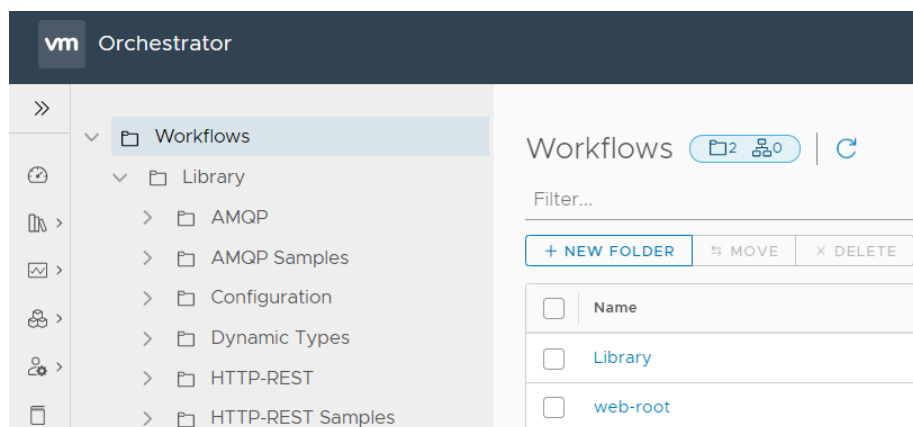 vm Orchestrator
Workflows
Library
AMQP
AMQP Samples
Configuration
Dynamic Types
HTTP-REST
HTTP-REST Samples
Workflows 2 0
Filter...
+ NEW FOLDER MOVE × DELETE
Name
Library
web-root